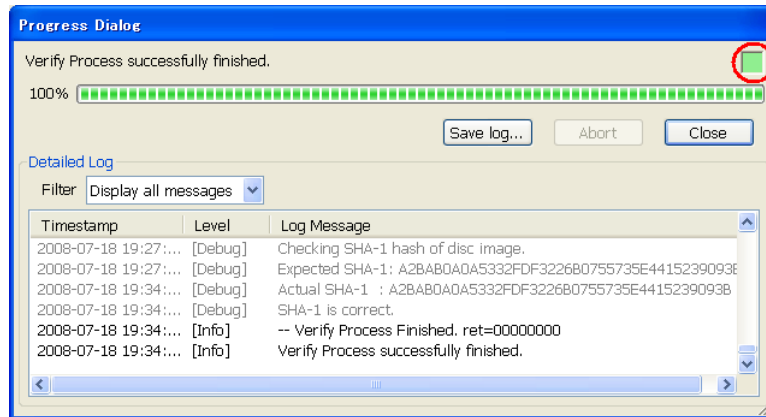 Progress Dialog
Verify Process successfully finished.
100%
Save log... Abort Close
Detailed Log
Filter Display all messages
Timestamp Level Log Message
2008-07-18 19:27:... [Debug] Checking SHA-1 hash of disc image.
2008-07-18 19:27:... [Debug] Expected SHA-1: A2BAB0A0A5332FDF3226B0755735E4415239093B
2008-07-18 19:34:... [Debug] Actual SHA-1 : A2BAB0A0A5332FDF3226B0755735E4415239093B
2008-07-18 19:34:... [Debug] SHA-1 is correct.
2008-07-18 19:34:... [Info] -- Verify Process Finished. ret=00000000
2008-07-18 19:34:... [Info] Verify Process successfully finished.